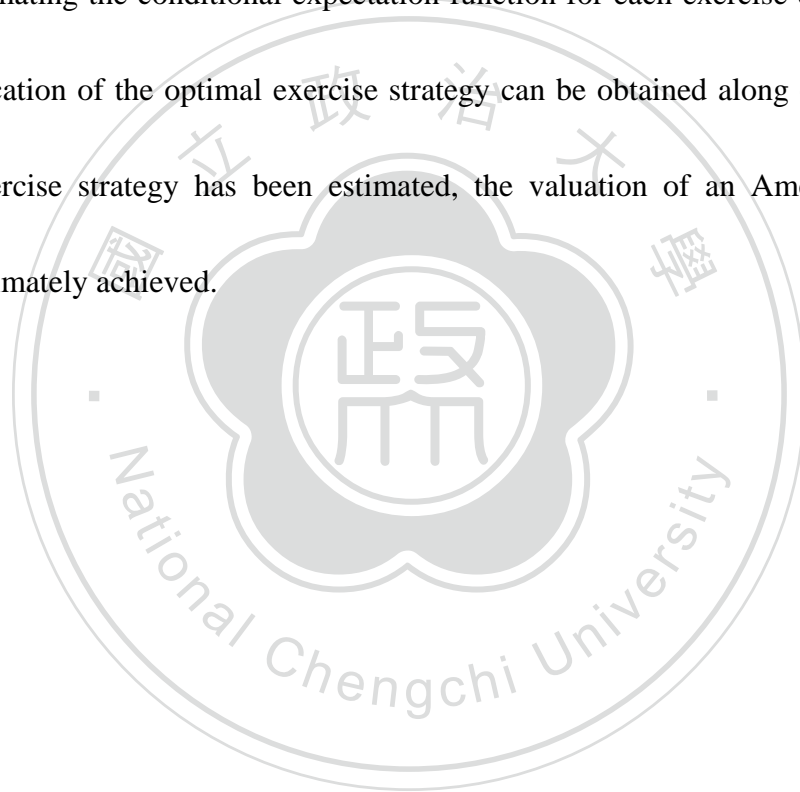 mating the conditional expectation function for each exercise
cation of the optimal exercise strategy can be obtained along
ercise strategy has been estimated, the valuation of an Am
mately achieved.
國立政治大學
政
National Chengchi University